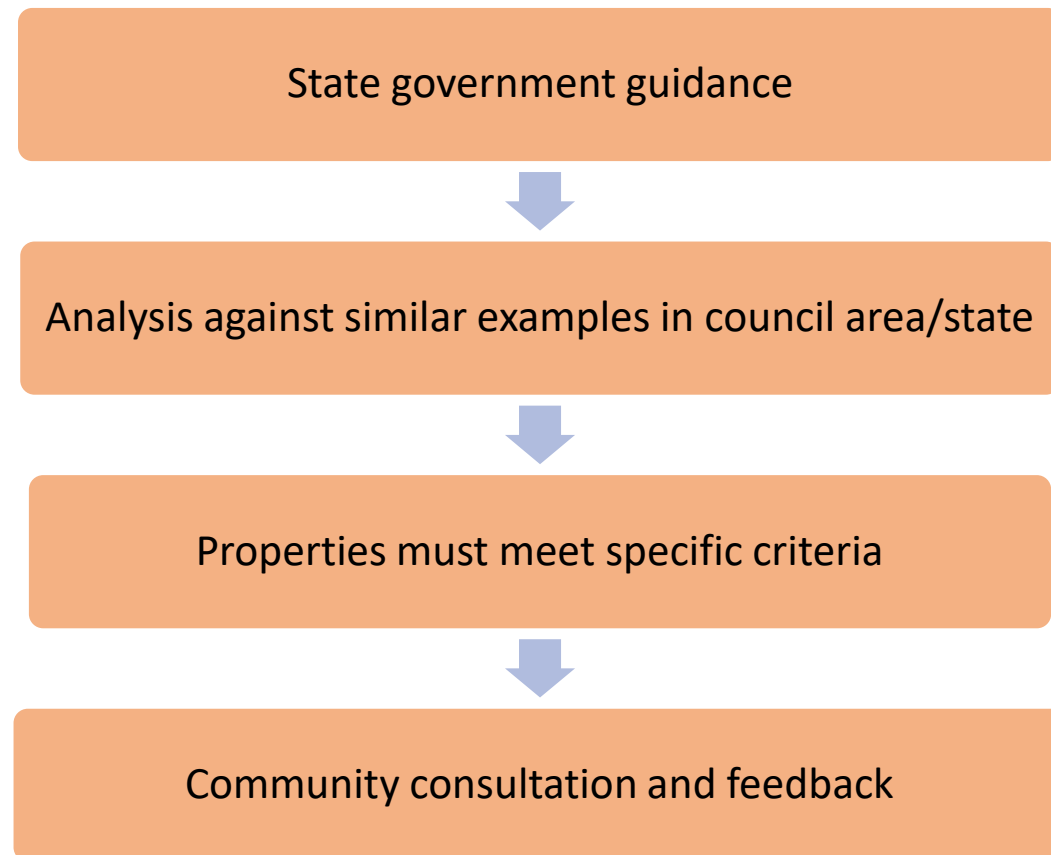 State government guidance
Analysis against similar examples in council area/state
Properties must meet specific criteria
Community consultation and feedback